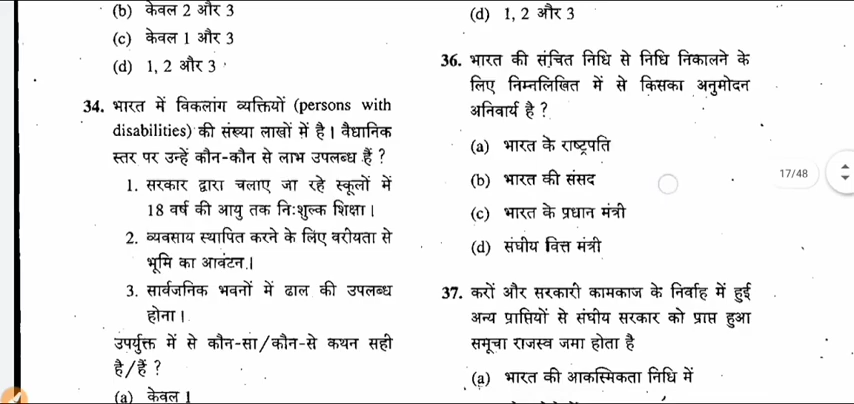 (b) केवल 2 और 3
(c) केवल 1 और 3
(d) 1, 2 और 3
34. भारत में विकलांग व्यक्तियों (persons with
disabilities) की संख्या लाखों में है। वैधानिक
स्तर पर उन्हें कौन-कौन से लाभ उपलब्ध हैं ?
1. सरकार द्वारा चलाए जा रहे स्कूलों में
18 वर्ष की आयु तक निःशुल्क शिक्षा।
2. व्यवसाय स्थापित करने के लिए वरीयता से
भूमि का आवंटन।
3. सार्वजनिक भवनों में ढाल की उपलब्ध
होना।
उपर्युक्त में से कौन-सा/कौन-से कथन सही
है/हैं ?
(a) केवल 1
(d) 1, 2 और 3
36. भारत की संचित निधि से निधि निकालने के
लिए निम्नलिखित में से किसका अनुमोदन
अनिवार्य है ?
(a) भारत के राष्ट्रपति
(b) भारत की संसद
(c) भारत के प्रधान मंत्री
(d) संघीय वित्त मंत्री
37. करों और सरकारी कामकाज के निर्वाह में हुई
अन्य प्राप्तियों से संघीय सरकार को प्राप्त हुआ
समूचा राजस्व जमा होता है
(a) भारत की आकस्मिकता निधि में
17/48